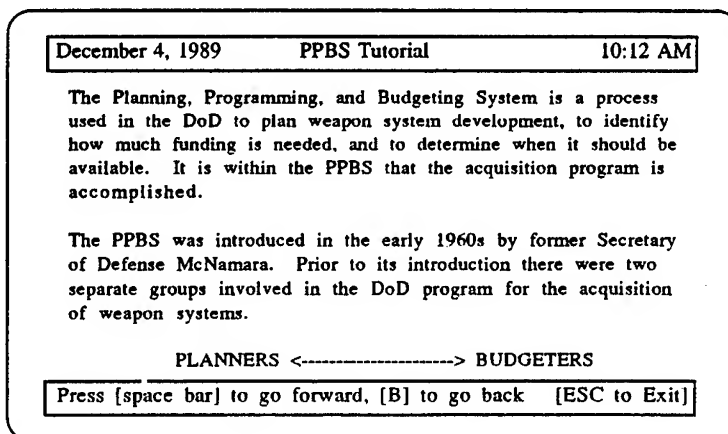 December 4, 1989 PPBS Tutorial 10:12 AM
The Planning, Programming, and Budgeting System is a process
used in the DoD to plan weapon system development, to identify
how much funding is needed, and to determine when it should be
available. It is within the PPBS that the acquisition program is
accomplished.
The PPBS was introduced in the early 1960s by former Secretary
of Defense McNamara. Prior to its introduction there were two
separate groups involved in the DoD program for the acquisition
of weapon systems.
PLANNERS <----------------------> BUDGETERS
Press [space bar] to go forward, [B] to go back [ESC to Exit]